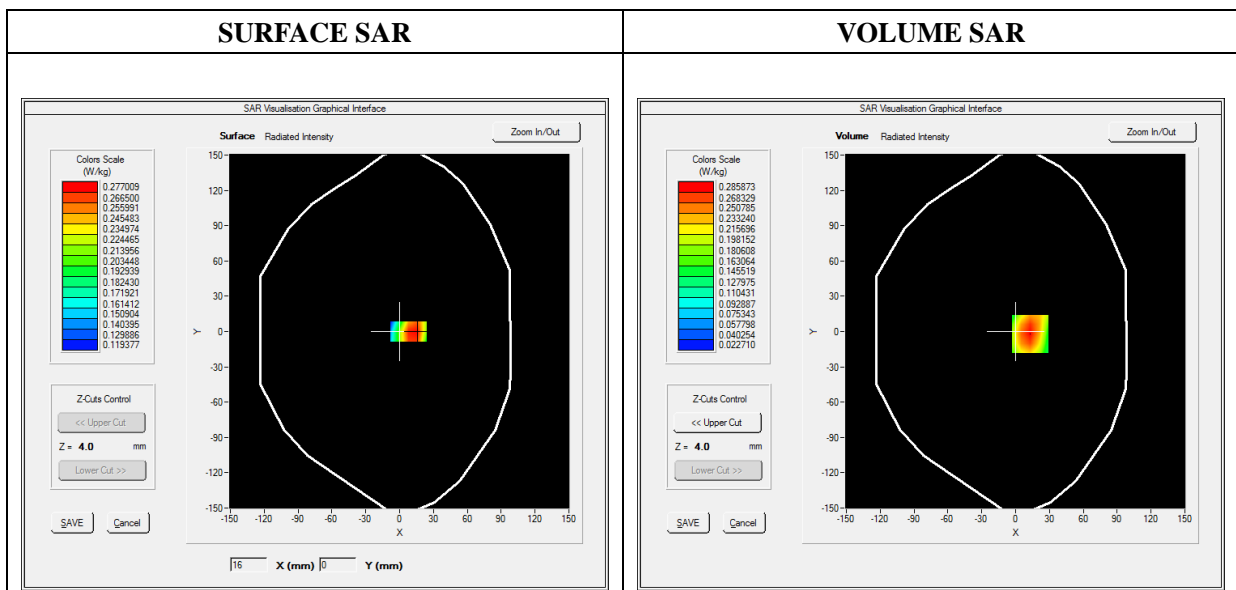 SURFACE SAR
VOLUME SAR
SAR Visualisation Graphical Interface
Surface Radiated Intensity
Zoom In/Out
Colors Scale
(W/kg)
0.277009
0.266500
0.255991
0.245483
0.234974
0.224465
0.213956
0.203448
0.192939
0.182430
0.171921
0.161412
0.150904
0.140395
0.129886
0.119377
Z-Cuts Control
<< Upper Cut
Z = 4.0 mm
Lower Cut >>
SAVE Cancel
150
120
90
60
30
0
-30
-60
-90
-120
-150
Y
-150 -120 -90 -60 -30 0 30 60 90 120 150
X
16 X (mm) 0 Y (mm)
SAR Visualisation Graphical Interface
Volume Radiated Intensity
Zoom In/Out
Colors Scale
(W/kg)
0.285873
0.268329
0.250785
0.233240
0.215696
0.198152
0.180608
0.163064
0.145519
0.127975
0.110431
0.092887
0.075343
0.057798
0.040254
0.022710
Z-Cuts Control
<< Upper Cut
Z = 4.0 mm
Lower Cut >>
SAVE Cancel
150
120
90
60
30
0
-30
-60
-90
-120
-150
Y
-150 -120 -90 -60 -30 0 30 60 90 120 150
X